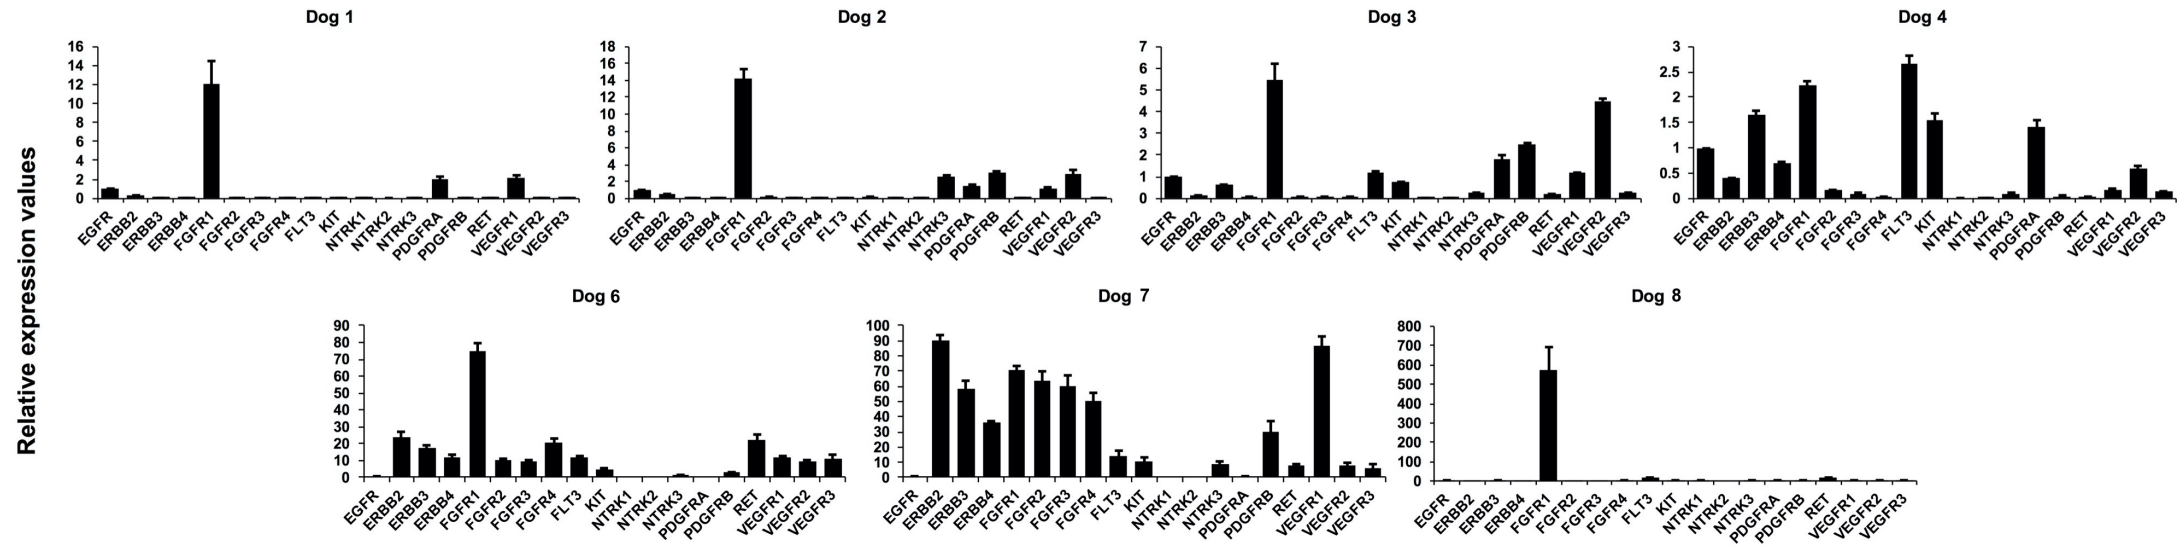 Relative expression values
Dog 1
16
14
12
10
8
6
4
2
0
EGFR
ERBB2
ERBB3
ERBB4
FGFR1
FGFR2
FGFR3
FGFR4
FLT3
KIT
NTRK1
NTRK2
NTRK3
PDGFRA
PDGFRB
RET
VEGFR1
VEGFR2
VEGFR3
Dog 2
18
16
14
12
10
8
6
4
2
0
EGFR
ERBB2
ERBB3
ERBB4
FGFR1
FGFR2
FGFR3
FGFR4
FLT3
KIT
NTRK1
NTRK2
NTRK3
PDGFRA
PDGFRB
RET
VEGFR1
VEGFR2
VEGFR3
Dog 3
7
6
5
4
3
2
1
0
EGFR
ERBB2
ERBB3
ERBB4
FGFR1
FGFR2
FGFR3
FGFR4
FLT3
KIT
NTRK1
NTRK2
NTRK3
PDGFRA
PDGFRB
RET
VEGFR1
VEGFR2
VEGFR3
Dog 4
3
2.5
2
1.5
1
0.5
0
EGFR
ERBB2
ERBB3
ERBB4
FGFR1
FGFR2
FGFR3
FGFR4
FLT3
KIT
NTRK1
NTRK2
NTRK3
PDGFRA
PDGFRB
RET
VEGFR1
VEGFR2
VEGFR3
Dog 6
90
80
70
60
50
40
30
20
10
0
EGFR
ERBB2
ERBB3
ERBB4
FGFR1
FGFR2
FGFR3
FGFR4
FLT3
KIT
NTRK1
NTRK2
NTRK3
PDGFRA
PDGFRB
RET
VEGFR1
VEGFR2
VEGFR3
Dog 7
100
90
80
70
60
50
40
30
20
10
0
EGFR
ERBB2
ERBB3
ERBB4
FGFR1
FGFR2
FGFR3
FGFR4
FLT3
KIT
NTRK1
NTRK2
NTRK3
PDGFRA
PDGFRB
RET
VEGFR1
VEGFR2
VEGFR3
Dog 8
800
700
600
500
400
300
200
100
0
EGFR
ERBB2
ERBB3
ERBB4
FGFR1
FGFR2
FGFR3
FGFR4
FLT3
KIT
NTRK1
NTRK2
NTRK3
PDGFRA
PDGFRB
RET
VEGFR1
VEGFR2
VEGFR3